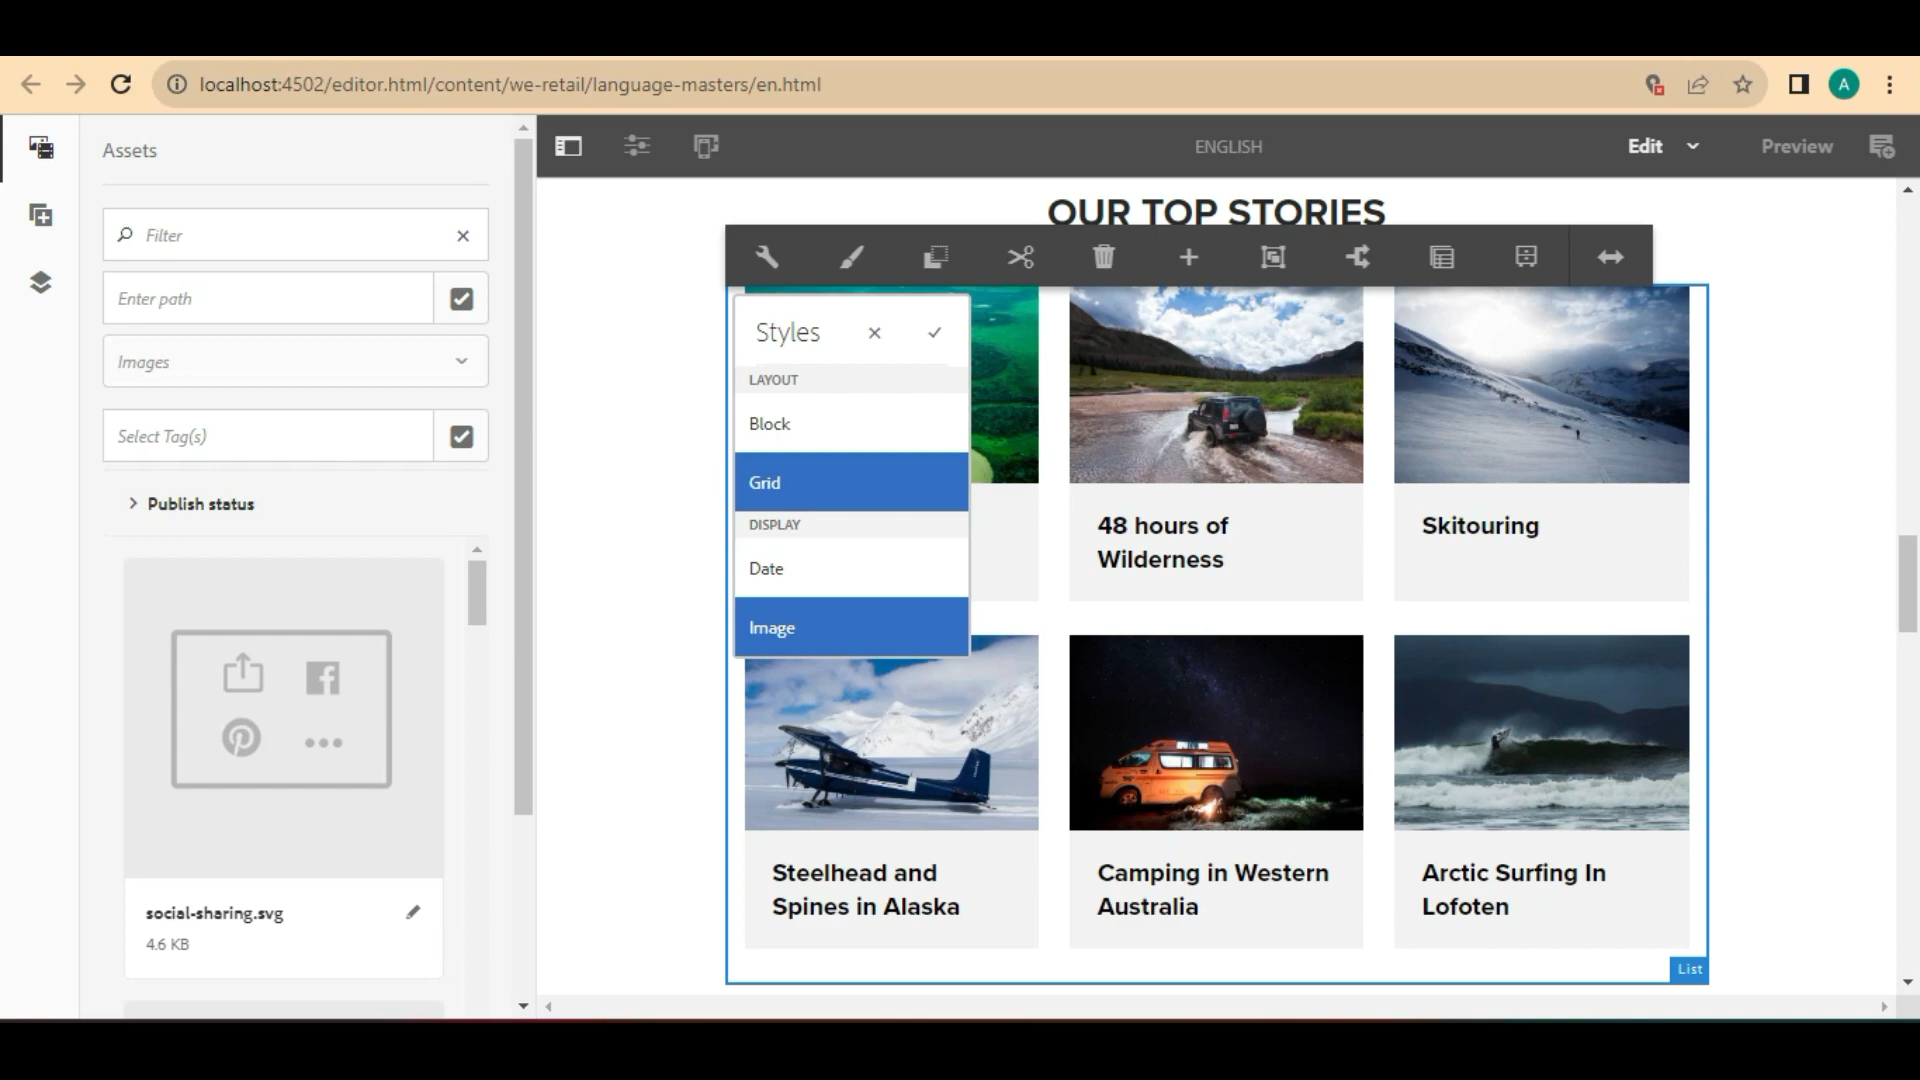 localhost:4502/editor.html/content/we-retail/language-masters/en.html
A
Assets
Filter
Enter path
Images
Select Tag(s)
Publish status
social-sharing.svg
4.6 KB
ENGLISH
Edit
Preview
OUR TOP STORIES
Styles
LAYOUT
Block
Grid
DISPLAY
Date
Image
48 hours of
Wilderness
Skitouring
Steelhead and
Spines in Alaska
Camping in Western
Australia
Arctic Surfing In
Lofoten
List